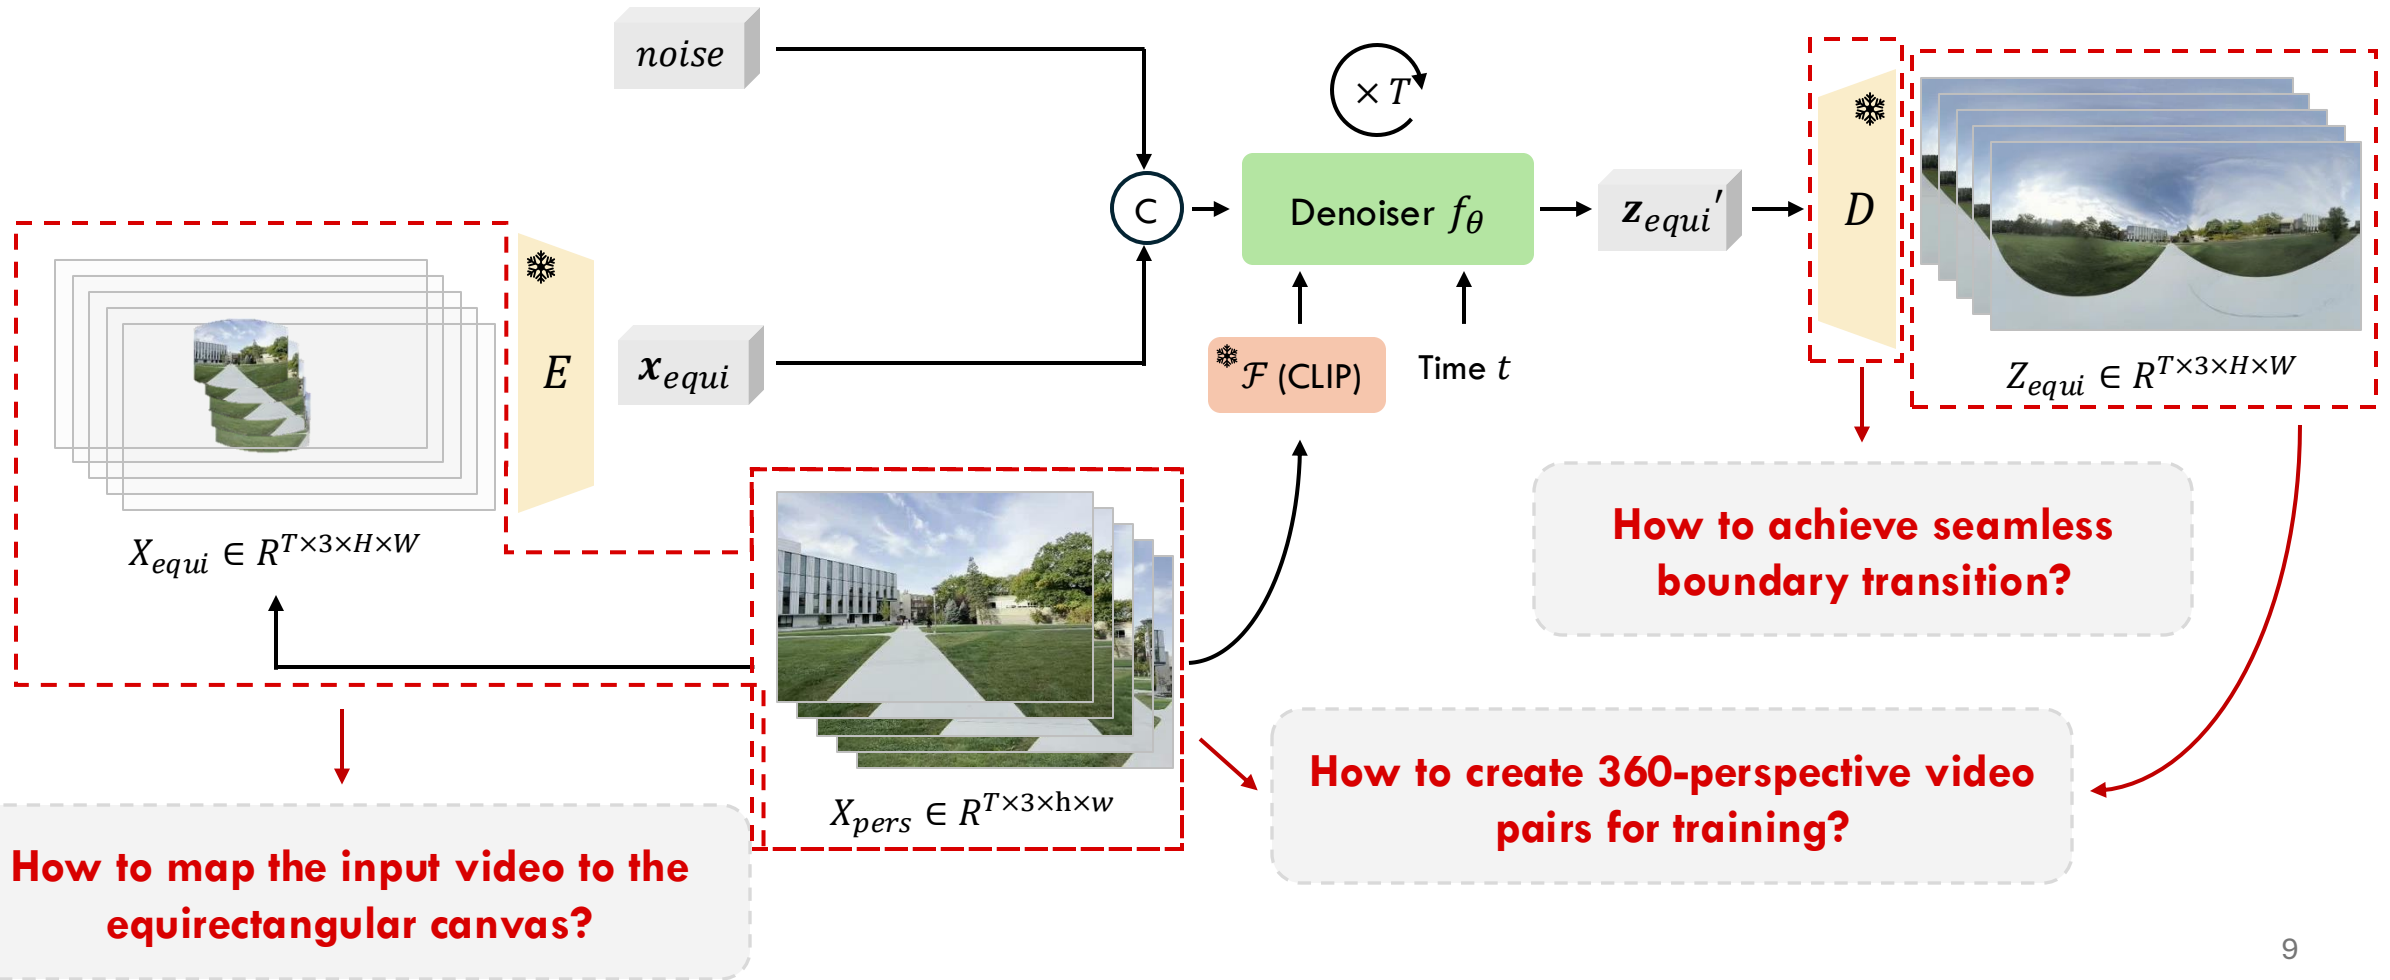 noise
× T
C
Denoiser f_θ
z_equi′
D
E
x_equi
ℱ (CLIP)
Time t
X_equi ∈ R^{T×3×H×W}
Z_equi ∈ R^{T×3×H×W}
X_pers ∈ R^{T×3×h×w}
How to achieve seamless
boundary transition?
How to create 360-perspective video
pairs for training?
How to map the input video to the
equirectangular canvas?
9